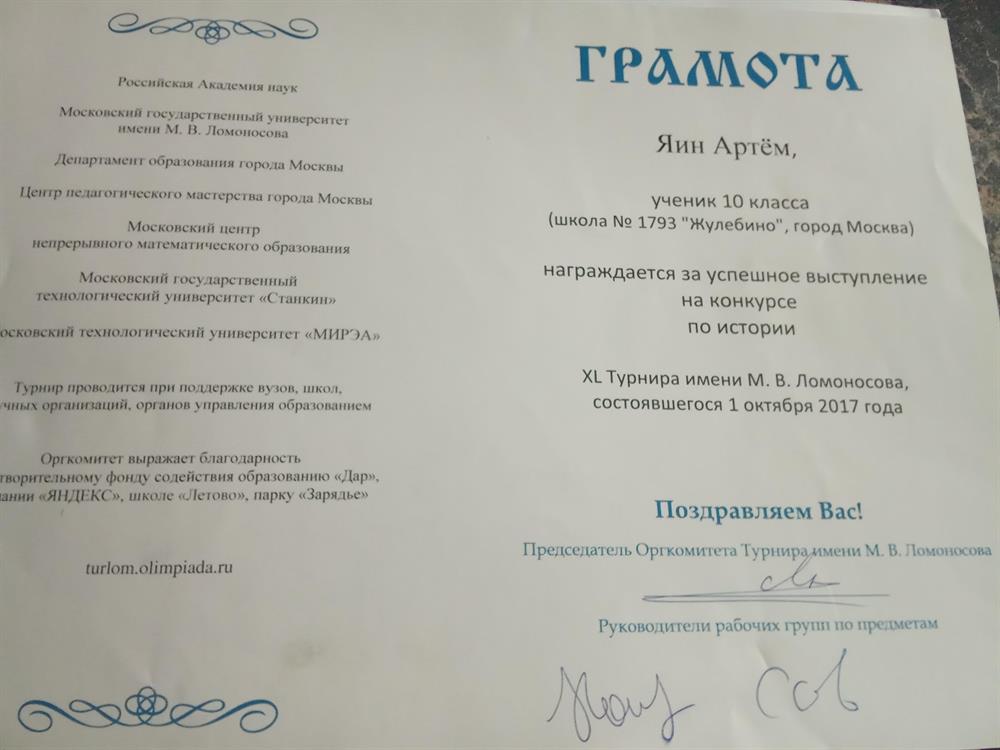 Российская Академия наук
Московский государственный университет
имени М. В. Ломоносова
Департамент образования города Москвы
Центр педагогического мастерства города Москвы
Московский центр
непрерывного математического образования
Московский государственный
технологический университет «Станкин»
осковский технологический университет «МИРЭА»
Турнир проводится при поддержке вузов, школ,
учных организаций, органов управления образованием
Оргкомитет выражает благодарность
творительному фонду содействия образованию «Дар»,
пании «ЯНДЕКС», школе «Летово», парку «Зарядье»
turlom.olimpiada.ru
ГРАМОТА
Яин Артём,
ученик 10 класса
(школа № 1793 "Жулебино", город Москва)
награждается за успешное выступление
на конкурсе
по истории
XL Турнира имени М. В. Ломоносова,
состоявшегося 1 октября 2017 года
Поздравляем Вас!
Председатель Оргкомитета Турнира имени М. В. Ломоносова
Руководители рабочих групп по предметам